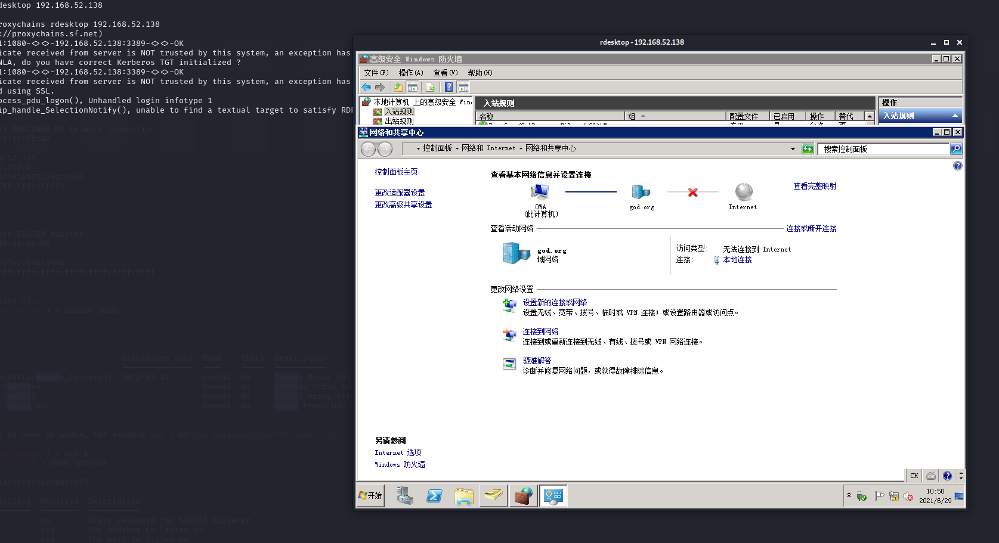 desktop 192.168.52.138
roxychains rdesktop 192.168.52.138
://proxychains.sf.net)
1:1080-<><>-192.168.52.138:3389-<><>-OK
icate received from server is NOT trusted by this system, an exception has
NLA, do you have correct Kerberos TGT initialized ?
1:1080-<><>-192.168.52.138:3389-<><>-OK
icate received from server is NOT trusted by this system, an exception has
d using SSL.
ocess_pdu_logon(), Unhandled login infotype 1
ip_handle_SelectionNotify(), unable to find a textual target to satisfy RDP
R) PRO/1000 MT Network Connection
29:14:fb:82
8.52.138
5.255.0
fff:ffff:ffff::
oft ISATAP Adapter
00:00:00:00
5efe:c0a8:348a
fff:ffff:ffff:ffff:ffff:ffff:ffff
sion 15...
) > search socks
Disclosure Date Rank Check Description
er/http/sockso_traversal 2012-03-14 normal No Sockso Music Hos
r/socks4a normal No Socks4a Proxy Ser
r/socks5 normal No Socks5 Proxy Ser
r/socks_unc normal No SOCKS Proxy UNC
e by name or index, for example use 3 or use auxiliary/server/socks_unc
) > use 2
) > show options
iary/server/socks5):
Setting Required Description
no Proxy password for SOCKS5 listener
yes The address to listen on
yes The port to listen on
rdesktop - 192.168.52.138
高级安全 Windows 防火墙
文件(F) 操作(A) 查看(V) 帮助(H)
本地计算机 上的高级安全 Win
入站规则
出站规则
入站规则
名称 组 配置文件 已启用 操作 替代
操作
入站规则
网络和共享中心
控制面板 网络和 Internet 网络和共享中心
搜索控制面板
控制面板主页
更改适配器设置
更改高级共享设置
查看基本网络信息并设置连接
查看完整映射
OWA
(此计算机)
god.org
Internet
查看活动网络
连接或断开连接
god.org
域网络
访问类型: 无法连接到 Internet
连接: 本地连接
更改网络设置
设置新的连接或网络
设置无线、宽带、拨号、临时或 VPN 连接；或设置路由器或访问点。
连接到网络
连接到或重新连接到无线、有线、拨号或 VPN 网络连接。
疑难解答
诊断并修复网络问题，或获得故障排除信息。
另请参阅
Internet 选项
Windows 防火墙
CH
开始
10:50
2021/6/29